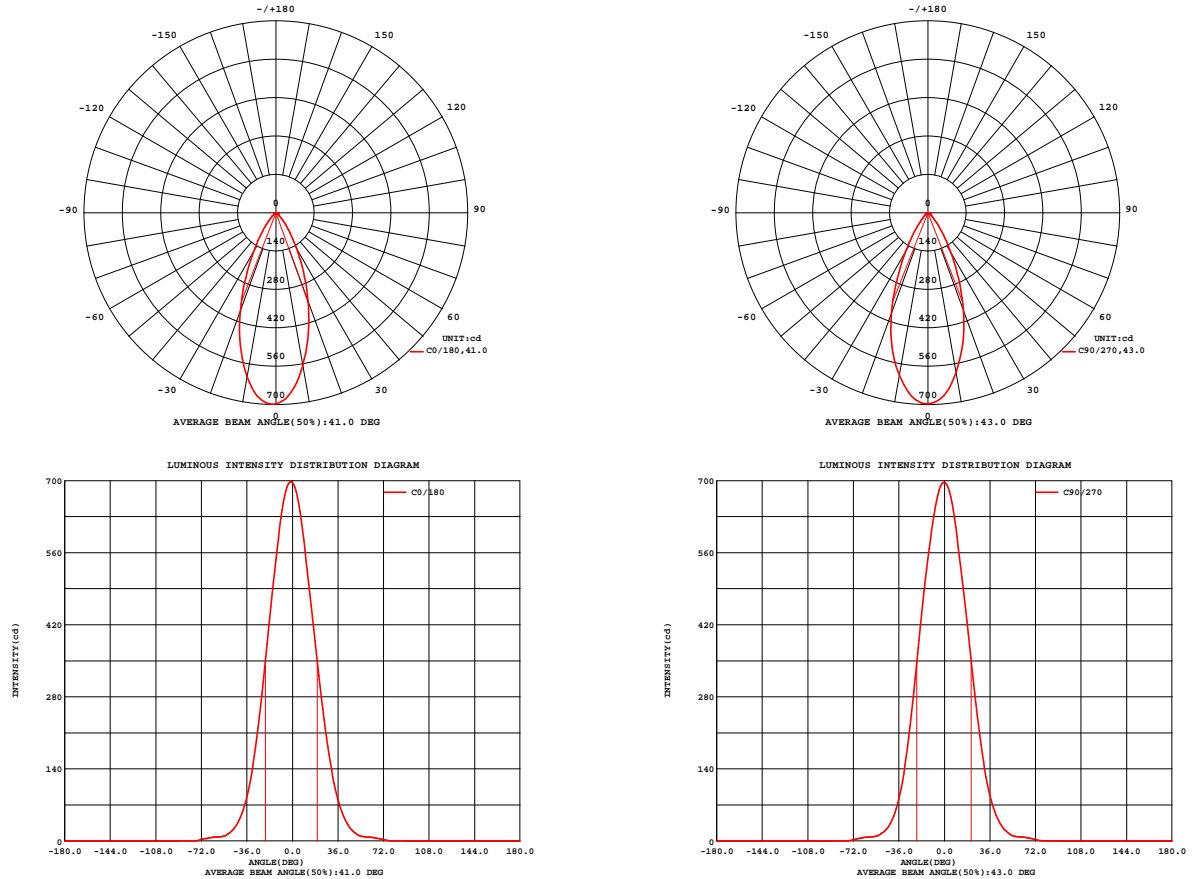 -/+180
-150 150
-120 120
-90 90
-60 60
-30 30
0
140
280
420
560
700
0
UNIT:cd
C0/180,41.0
AVERAGE BEAM ANGLE(50%):41.0 DEG
-/+180
-150 150
-120 120
-90 90
-60 60
-30 30
0
140
280
420
560
700
0
UNIT:cd
C90/270,43.0
AVERAGE BEAM ANGLE(50%):43.0 DEG
LUMINOUS INTENSITY DISTRIBUTION DIAGRAM
C0/180
INTENSITY(cd)
700
560
420
280
140
0
-180.0 -144.0 -108.0 -72.0 -36.0 0.0 36.0 72.0 108.0 144.0 180.0
ANGLE(DEG)
AVERAGE BEAM ANGLE(50%):41.0 DEG
LUMINOUS INTENSITY DISTRIBUTION DIAGRAM
C90/270
INTENSITY(cd)
700
560
420
280
140
0
-180.0 -144.0 -108.0 -72.0 -36.0 0.0 36.0 72.0 108.0 144.0 180.0
ANGLE(DEG)
AVERAGE BEAM ANGLE(50%):43.0 DEG